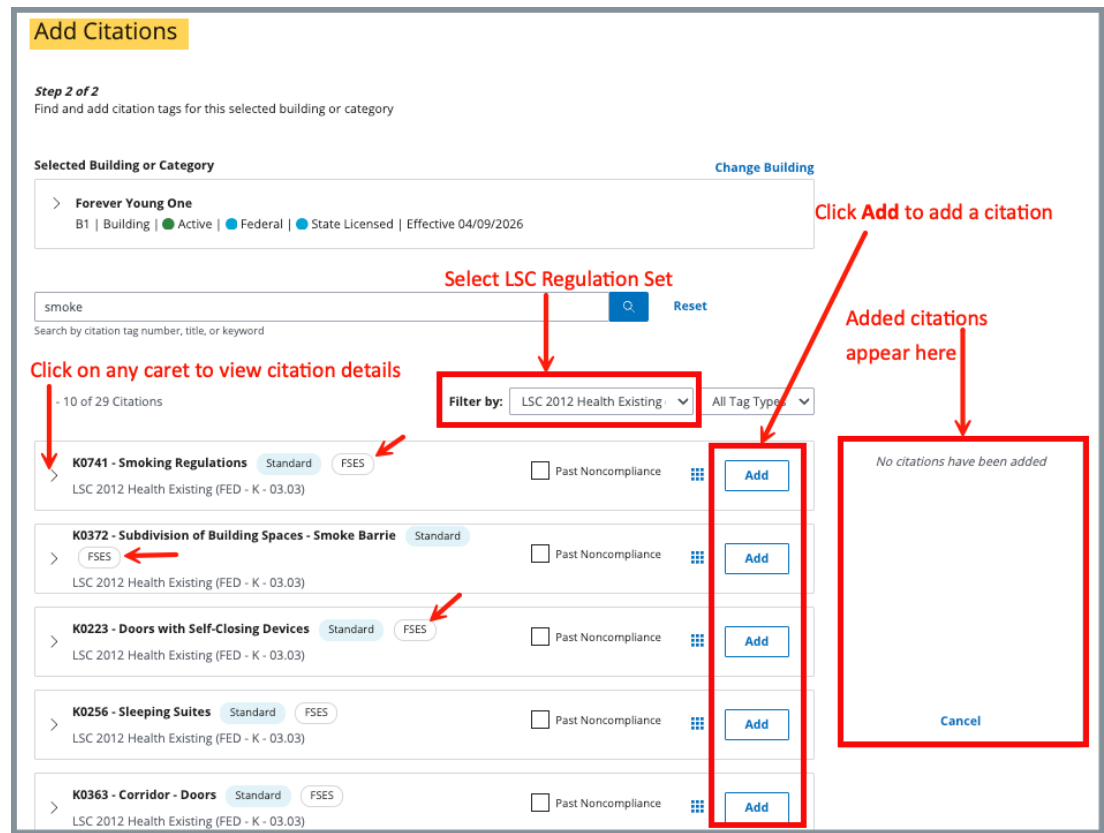 Add Citations
Step 2 of 2
Find and add citation tags for this selected building or category
Selected Building or Category
Change Building
Forever Young One
B1 | Building | Active | Federal | State Licensed | Effective 04/09/2026
Click Add to add a citation
Select LSC Regulation Set
smoke
Reset
Search by citation tag number, title, or keyword
Added citations
appear here
Click on any caret to view citation details
- 10 of 29 Citations
Filter by:
LSC 2012 Health Existing
All Tag Types
K0741 - Smoking Regulations Standard FSES
LSC 2012 Health Existing (FED - K - 03.03)
Past Noncompliance
Add
No citations have been added
K0372 - Subdivision of Building Spaces - Smoke Barrie Standard
FSES
LSC 2012 Health Existing (FED - K - 03.03)
Past Noncompliance
Add
K0223 - Doors with Self-Closing Devices Standard FSES
LSC 2012 Health Existing (FED - K - 03.03)
Past Noncompliance
Add
K0256 - Sleeping Suites Standard FSES
LSC 2012 Health Existing (FED - K - 03.03)
Past Noncompliance
Add
Cancel
K0363 - Corridor - Doors Standard FSES
LSC 2012 Health Existing (FED - K - 03.03)
Past Noncompliance
Add